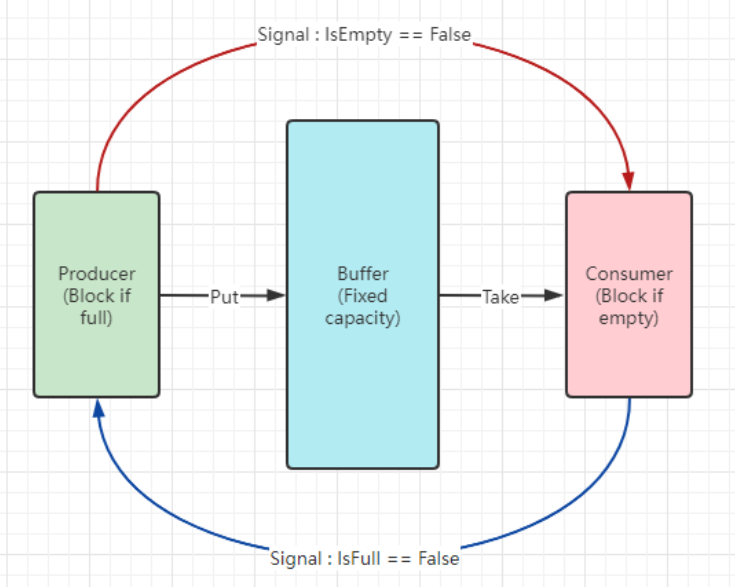 Signal : IsEmpty == False
Producer
(Block if
full)
Put
Buffer
(Fixed
capacity)
Take
Consumer
(Block if
empty)
Signal : IsFull == False